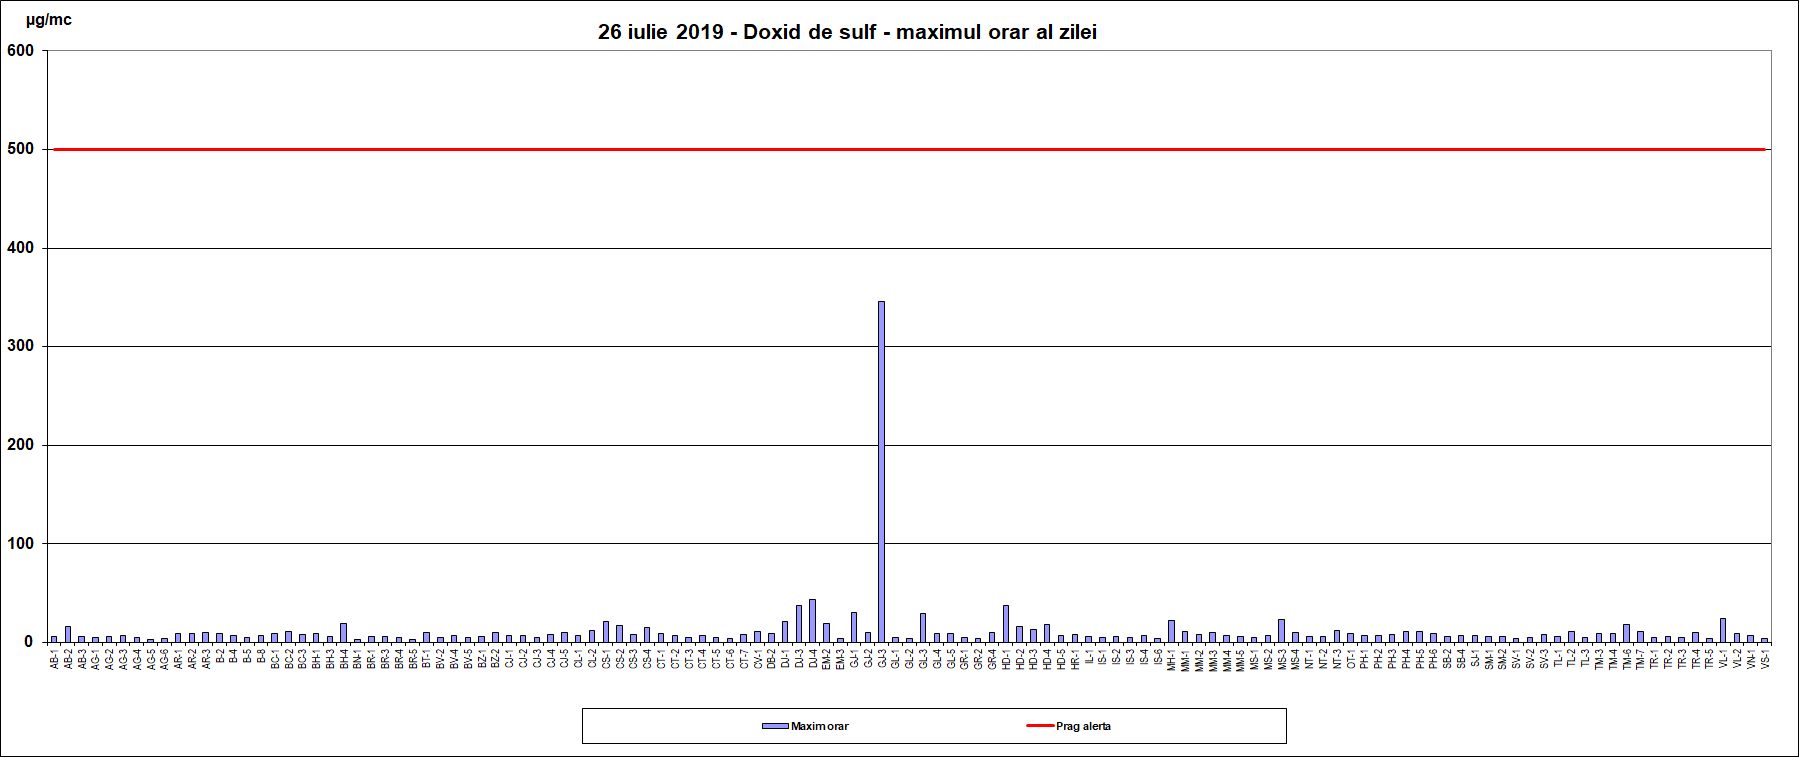 µg/mc
26 iulie 2019 - Doxid de sulf - maximul orar al zilei
600
500
400
300
200
100
0
AB-1 AB-2 AB-3 AG-1 AG-2 AG-3 AG-4 AG-5 AG-6 AR-1 AR-2 AR-3 B-2 B-4 B-5 B-8 BC-1 BC-2 BC-3 BH-1 BH-4 BN-1 BR-1 BR-3 BR-4 BR-5 BT-1 BV-2 BV-4 BV-5 BZ-1 BZ-2 CJ-1 CJ-2 CJ-3 CJ-4 CJ-5 CL-1 CL-2 CS-1 CS-2 CS-3 CS-4 CT-1 CT-2 CT-3 CT-4 CT-5 CT-6 CT-7 CV-1 DB-2 DJ-1 DJ-3 DJ-4 EM-2 EM-3 GJ-1 GJ-2 GJ-3 GL-1 GL-2 GL-3 GL-4 GL-5 GR-1 GR-2 GR-4 HD-1 HD-2 HD-3 HD-4 HD-5 HR-1 IL-1 IS-1 IS-2 IS-3 IS-4 IS-6 MH-1 MM-1 MM-2 MM-3 MM-4 MM-5 MS-1 MS-2 MS-3 MS-4 NT-1 NT-2 NT-3 OT-1 PH-1 PH-2 PH-3 PH-4 PH-5 PH-6 SB-2 SB-4 SJ-1 SM-1 SM-2 SV-1 SV-2 SV-3 TL-1 TL-2 TL-3 TM-3 TM-4 TM-6 TM-7 TR-1 TR-2 TR-3 TR-4 TR-5 VL-1 VL-2 VN-1 VS-1
Maxim orar
Prag alerta